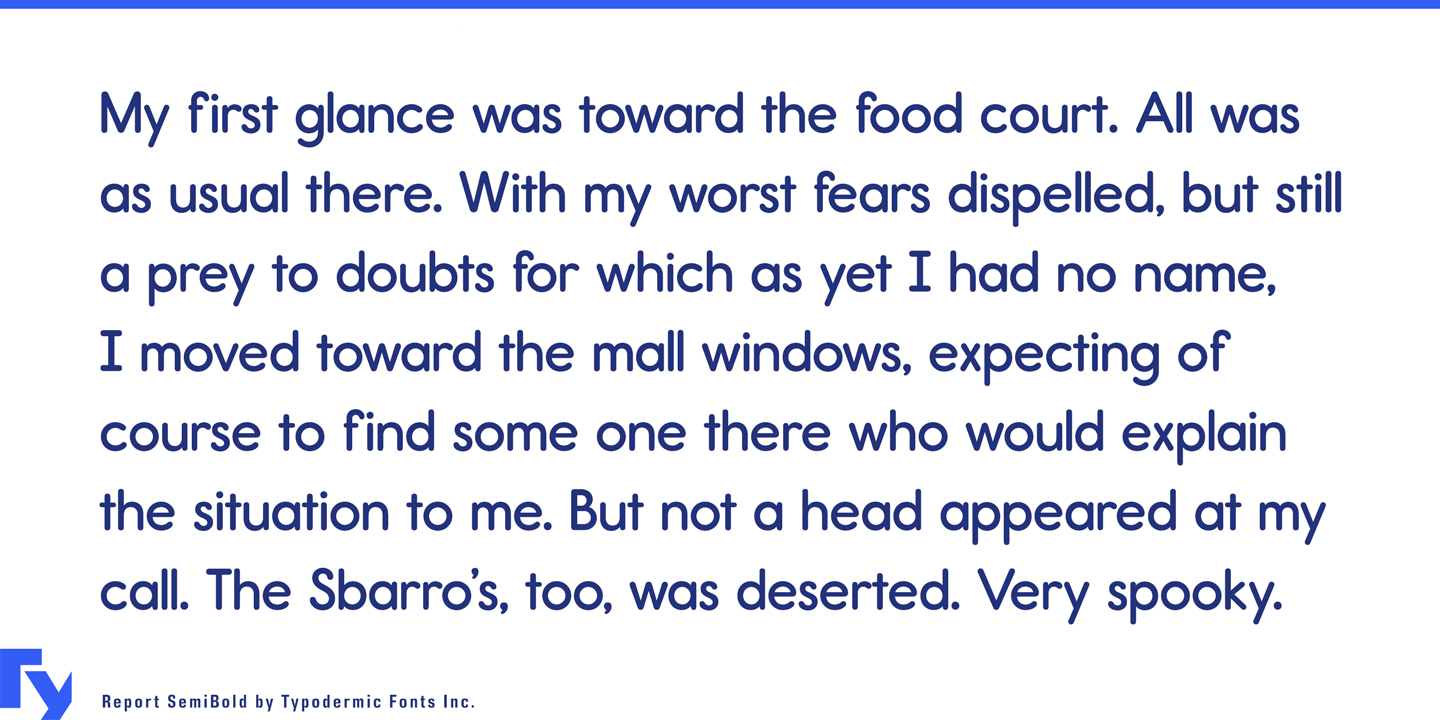 My first glance was toward the food court. All was
as usual there. With my worst fears dispelled, but still
a prey to doubts for which as yet I had no name,
I moved toward the mall windows, expecting of
course to find some one there who would explain
the situation to me. But not a head appeared at my
call. The Sbarro’s, too, was deserted. Very spooky.
Ty
Report SemiBold by Typodermic Fonts Inc.